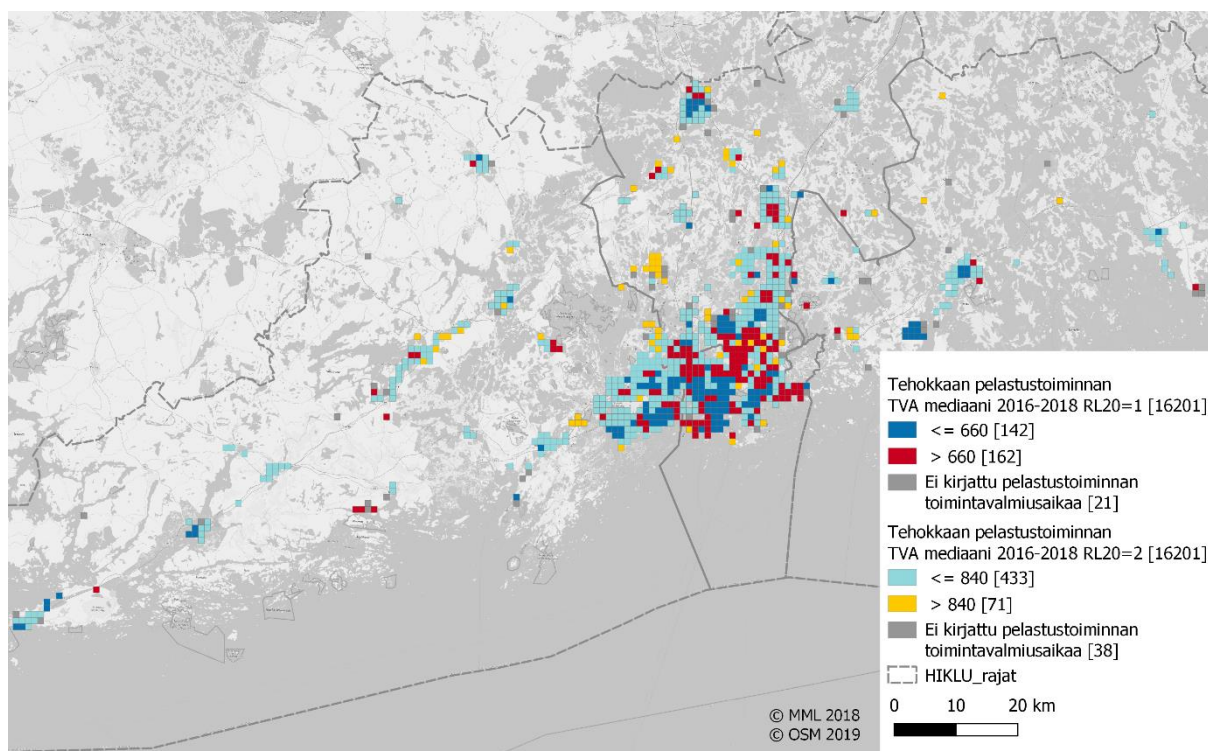 Tehokkaan pelastustoiminnan
TVA mediaani 2016-2018 RL20=1 [16201]
<= 660 [142]
> 660 [162]
Ei kirjattu pelastustoiminnan
toimintavalmiusaikaa [21]
Tehokkaan pelastustoiminnan
TVA mediaani 2016-2018 RL20=2 [16201]
<= 840 [433]
> 840 [71]
Ei kirjattu pelastustoiminnan
toimintavalmiusaikaa [38]
HIKLU_rajat
0 10 20 km
© MML 2018
© OSM 2019